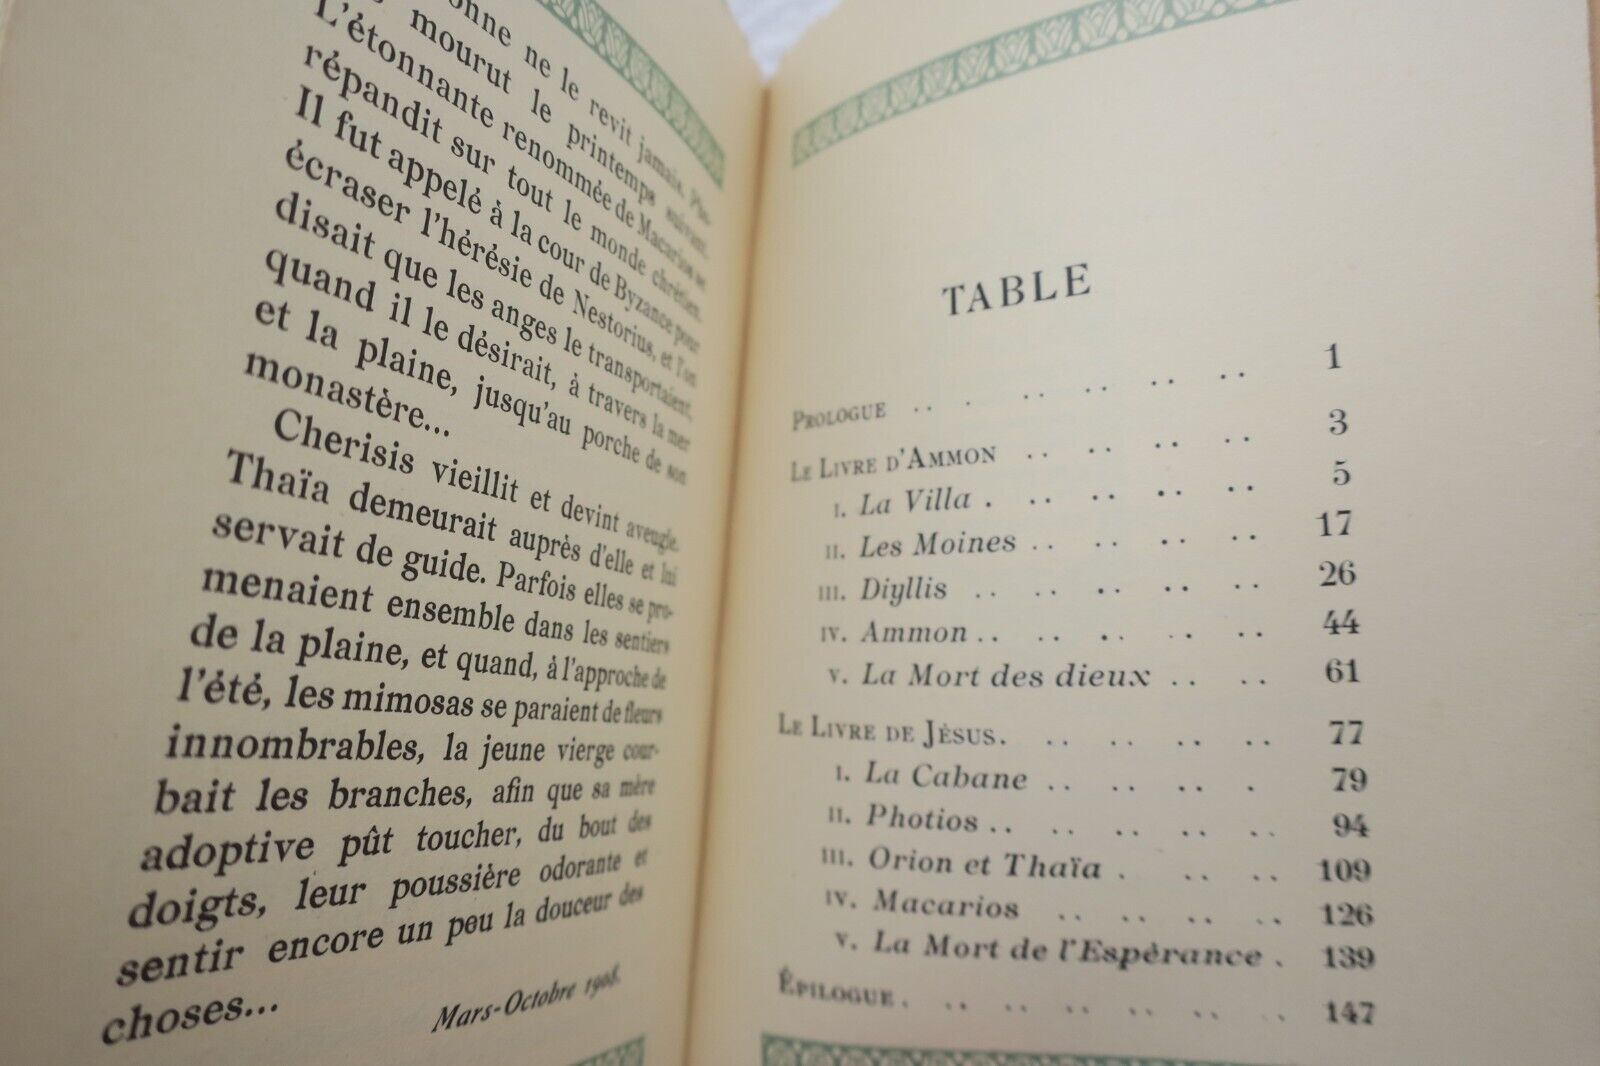 onne ne le revit jamais.
mourut le printemps suivant.
L'étonnante renommée de Macarios se
répandit sur tout le monde chrétien.
Il fut appelé à la cour de Byzance pour
écraser l'hérésie de Nestorius, et l'on
disait que les anges le transportaient,
quand il le désirait, à travers la mer
et la plaine, jusqu'au porche de son
monastère...
Cherisis vieillit et devint aveugle.
Thaïa demeurait auprès d'elle et lui
servait de guide. Parfois elles se pro-
menaient ensemble dans les sentiers
de la plaine, et quand, à l'approche de
l'été, les mimosas se paraient de fleurs
innombrables, la jeune vierge cour-
bait les branches, afin que sa mère
adoptive pût toucher, du bout des
doigts, leur poussière odorante et
sentir encore un peu la douceur des
choses...
Mars-Octobre 1908.
TABLE
PROLOGUE .. . .. .. .. .. 1
LE LIVRE D'AMMON .. .. .. .. 3
I. La Villa . .. .. .. .. 5
II. Les Moines .. .. .. .. 17
III. Diyllis .. .. .. .. .. 26
IV. Ammon .. .. .. .. .. 44
V. La Mort des dieux .. .. 61
LE LIVRE DE JÉSUS. .. .. .. .. 77
I. La Cabane .. .. .. . 79
II. Photios .. .. .. .. .. 94
III. Orion et Thaïa . .. .. 109
IV. Macarios .. .. .. .. 126
V. La Mort de l'Espérance . 139
ÉPILOGUE . .. .. .. .. .. .. 147